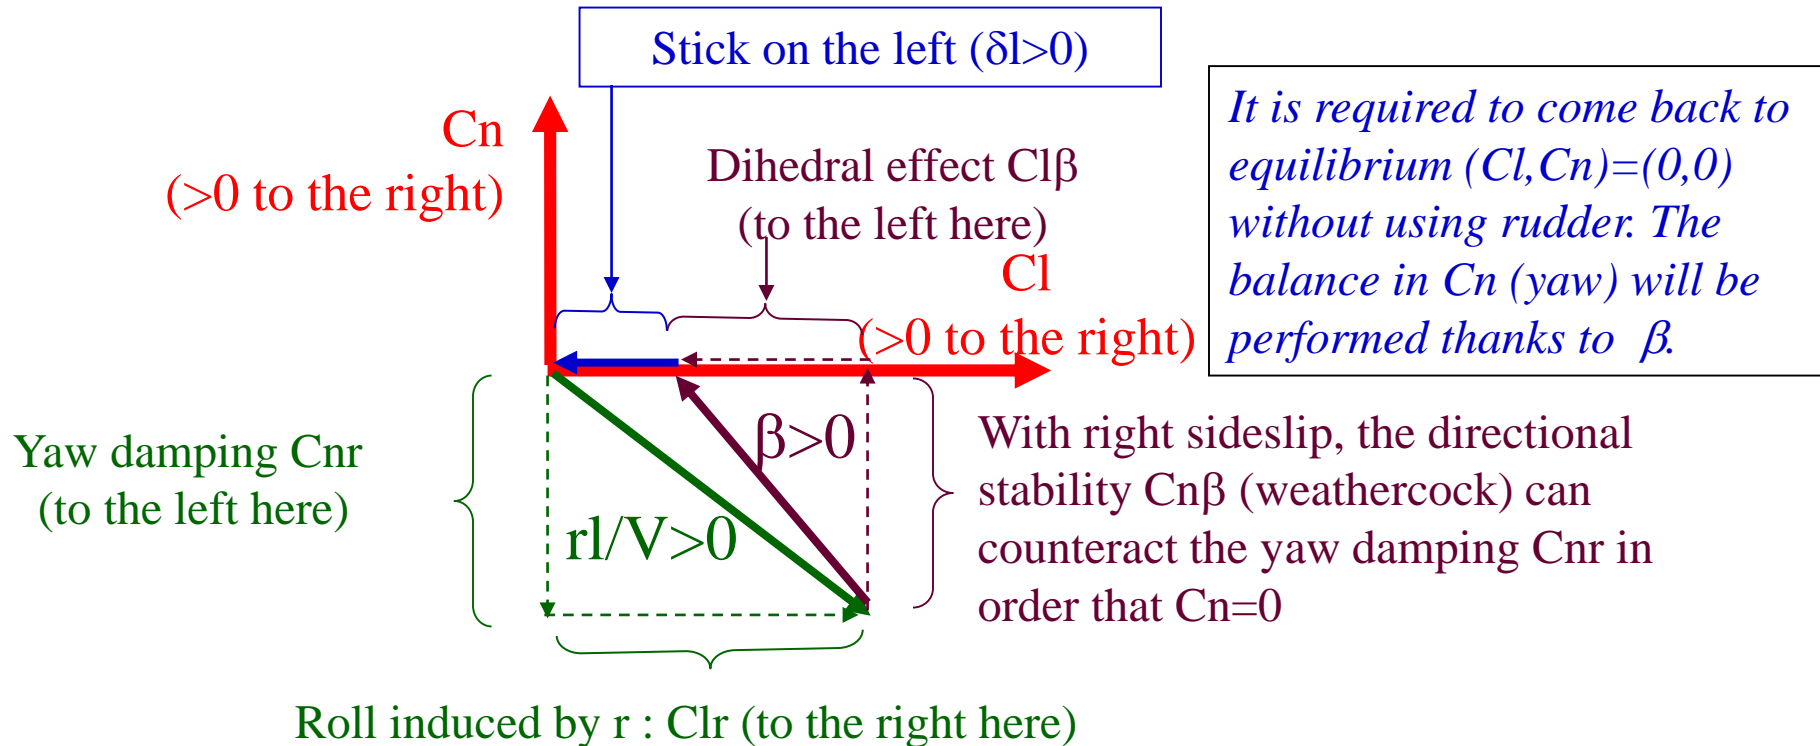 Stick on the left (δl>0)
Cn
(>0 to the right)
Dihedral effect Clβ
(to the left here)
Cl
(>0 to the right)
It is required to come back to
equilibrium (Cl,Cn)=(0,0)
without using rudder. The
balance in Cn (yaw) will be
performed thanks to β.
Yaw damping Cnr
(to the left here)
β>0
rl/V>0
With right sideslip, the directional
stability Cnβ (weathercock) can
counteract the yaw damping Cnr in
order that Cn=0
Roll induced by r : Clr (to the right here)